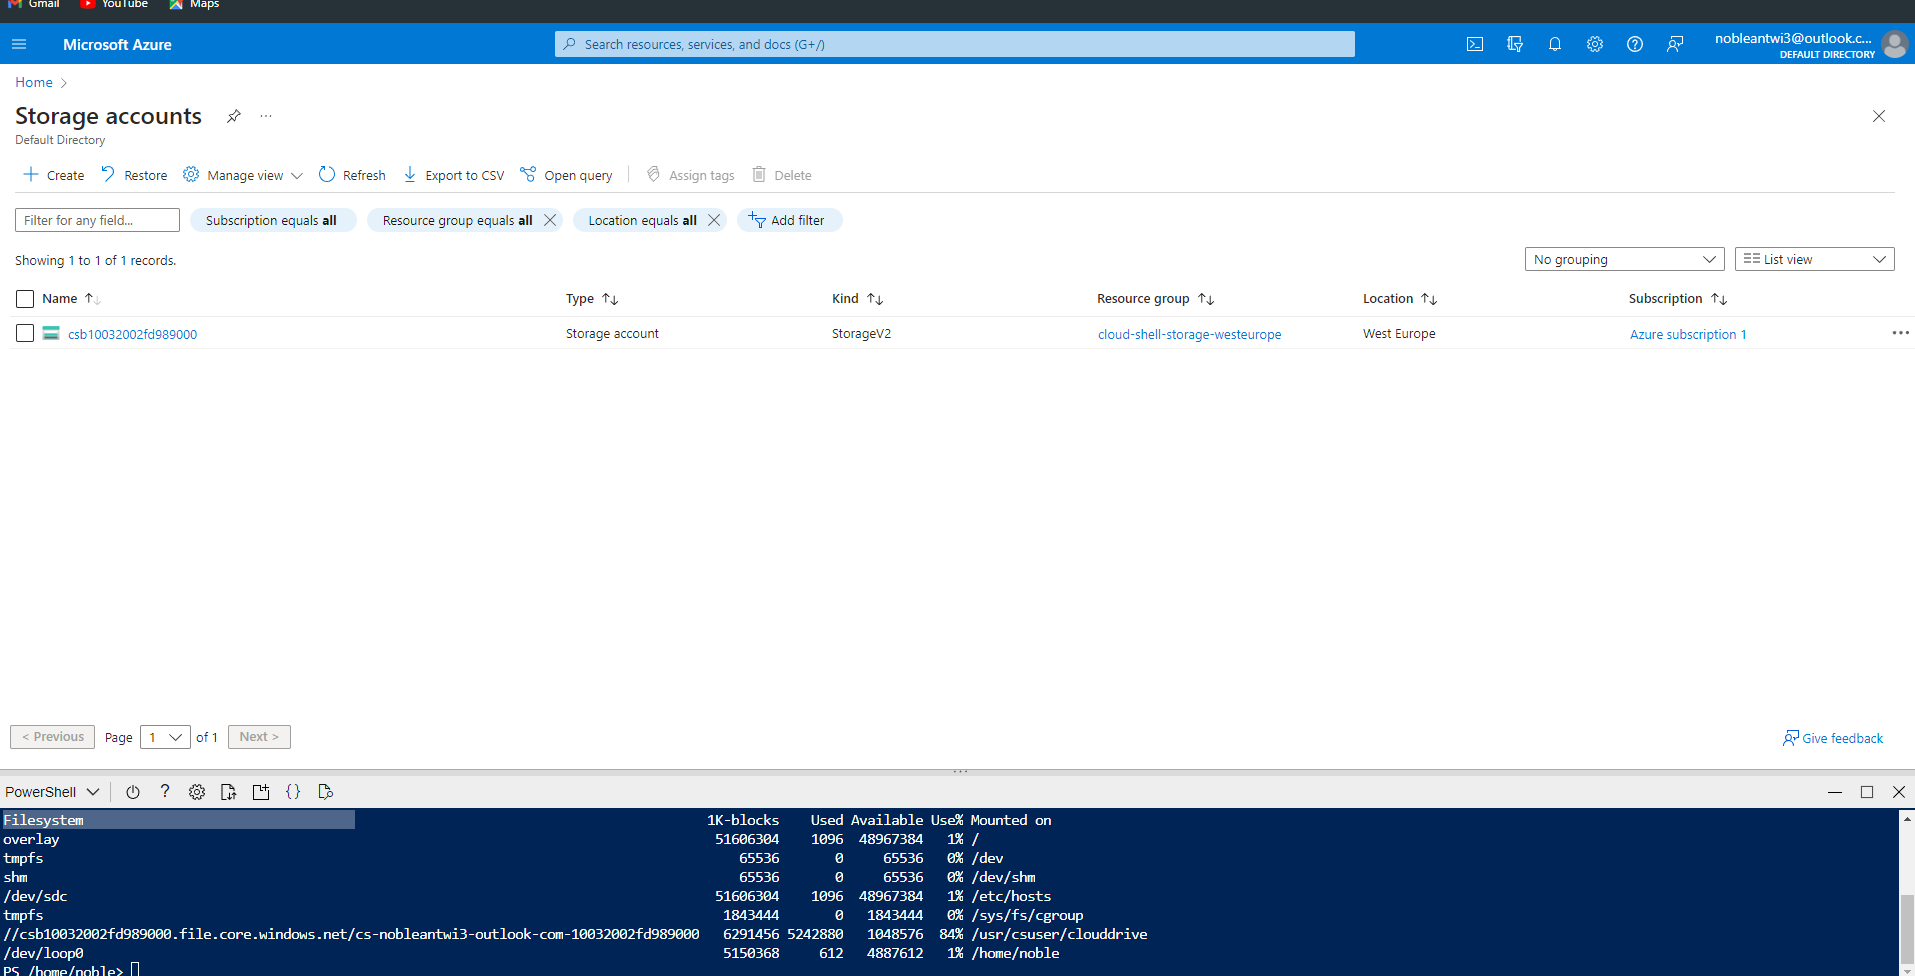 Gmail YouTube Maps
Microsoft Azure Search resources, services, and docs (G+/) nobleantwi3@outlook.c...
DEFAULT DIRECTORY
Home
Storage accounts
Default Directory
Create Restore Manage view Refresh Export to CSV Open query Assign tags Delete
Filter for any field... Subscription equals all Resource group equals all Location equals all Add filter
Showing 1 to 1 of 1 records. No grouping List view
Name Type Kind Resource group Location Subscription
csb10032002fd989000 Storage account StorageV2 cloud-shell-storage-westeurope West Europe Azure subscription 1
< Previous Page 1 of 1 Next > Give feedback
PowerShell ? {}
Filesystem 1K-blocks Used Available Use% Mounted on
overlay 51606304 1096 48967384 1% /
tmpfs 65536 0 65536 0% /dev
shm 65536 0 65536 0% /dev/shm
/dev/sdc 51606304 1096 48967384 1% /etc/hosts
tmpfs 1843444 0 1843444 0% /sys/fs/cgroup
//csb10032002fd989000.file.core.windows.net/cs-nobleantwi3-outlook-com-10032002fd989000 6291456 5242880 1048576 84% /usr/csuser/clouddrive
/dev/loop0 5150368 612 4887612 1% /home/noble
PS /home/noble>